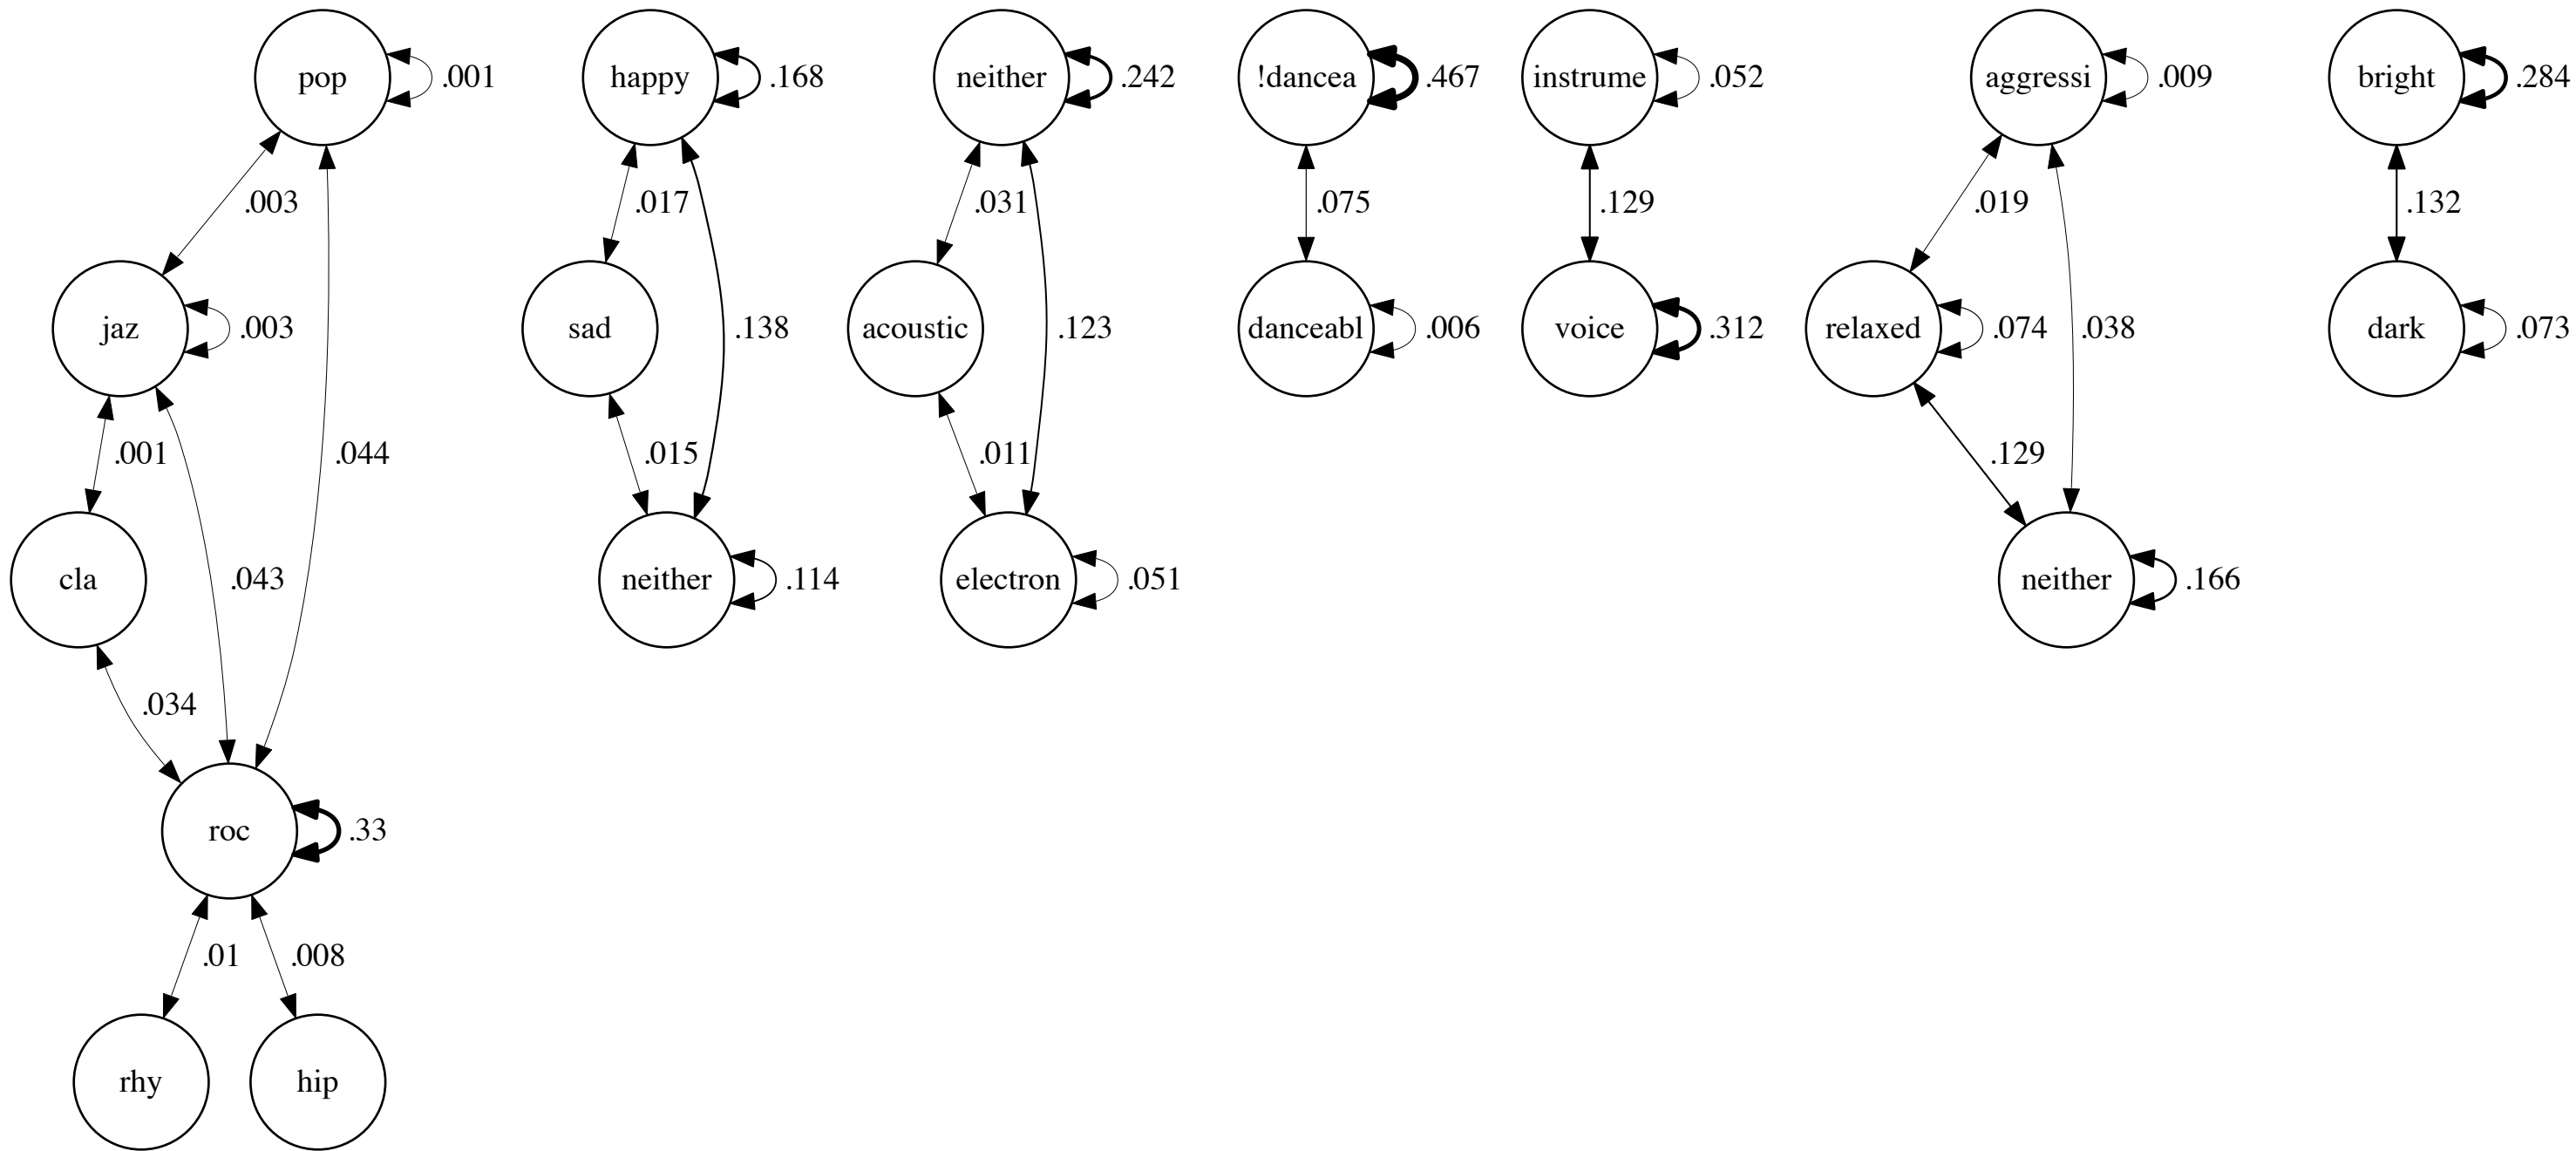 pop .001
happy .168
neither .242
!dancea .467
instrume .052
aggressi .009
bright .284
.003
.017
.031
.075
.129
.019
.132
jaz .003
sad
.138
acoustic
.123
danceabl .006
voice .312
relaxed .074
.038
dark .073
.001
.044
.015
.011
.129
cla
.043
neither .114
electron .051
neither .166
.034
roc .33
.01
.008
rhy
hip